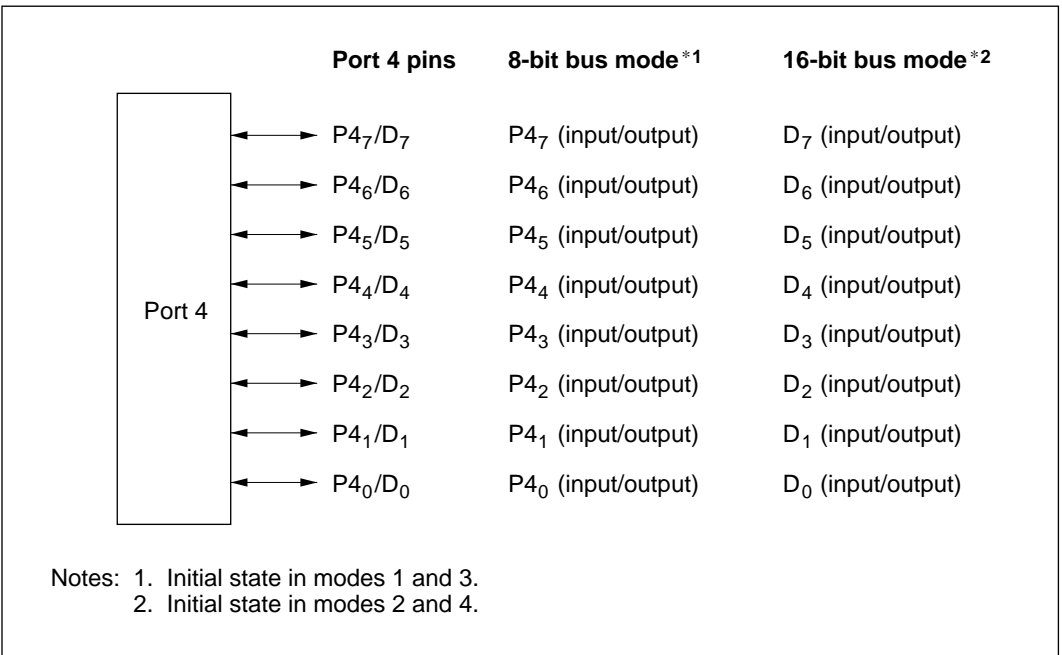 Port 4 pins 8-bit bus mode*1 16-bit bus mode*2
P4₇/D₇ P4₇ (input/output) D₇ (input/output)
P4₆/D₆ P4₆ (input/output) D₆ (input/output)
P4₅/D₅ P4₅ (input/output) D₅ (input/output)
P4₄/D₄ P4₄ (input/output) D₄ (input/output)
Port 4
P4₃/D₃ P4₃ (input/output) D₃ (input/output)
P4₂/D₂ P4₂ (input/output) D₂ (input/output)
P4₁/D₁ P4₁ (input/output) D₁ (input/output)
P4₀/D₀ P4₀ (input/output) D₀ (input/output)
Notes: 1. Initial state in modes 1 and 3.
2. Initial state in modes 2 and 4.